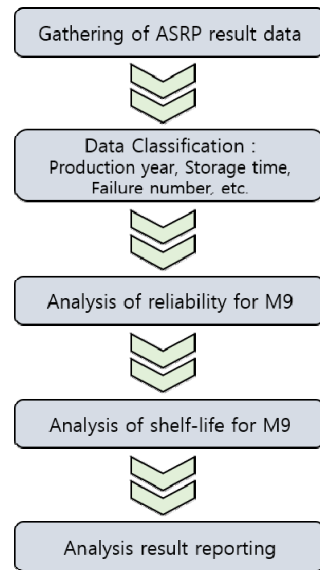 Gathering of ASRP result data
Data Classification :
Production year, Storage time,
Failure number, etc.
Analysis of reliability for M9
Analysis of shelf-life for M9
Analysis result reporting